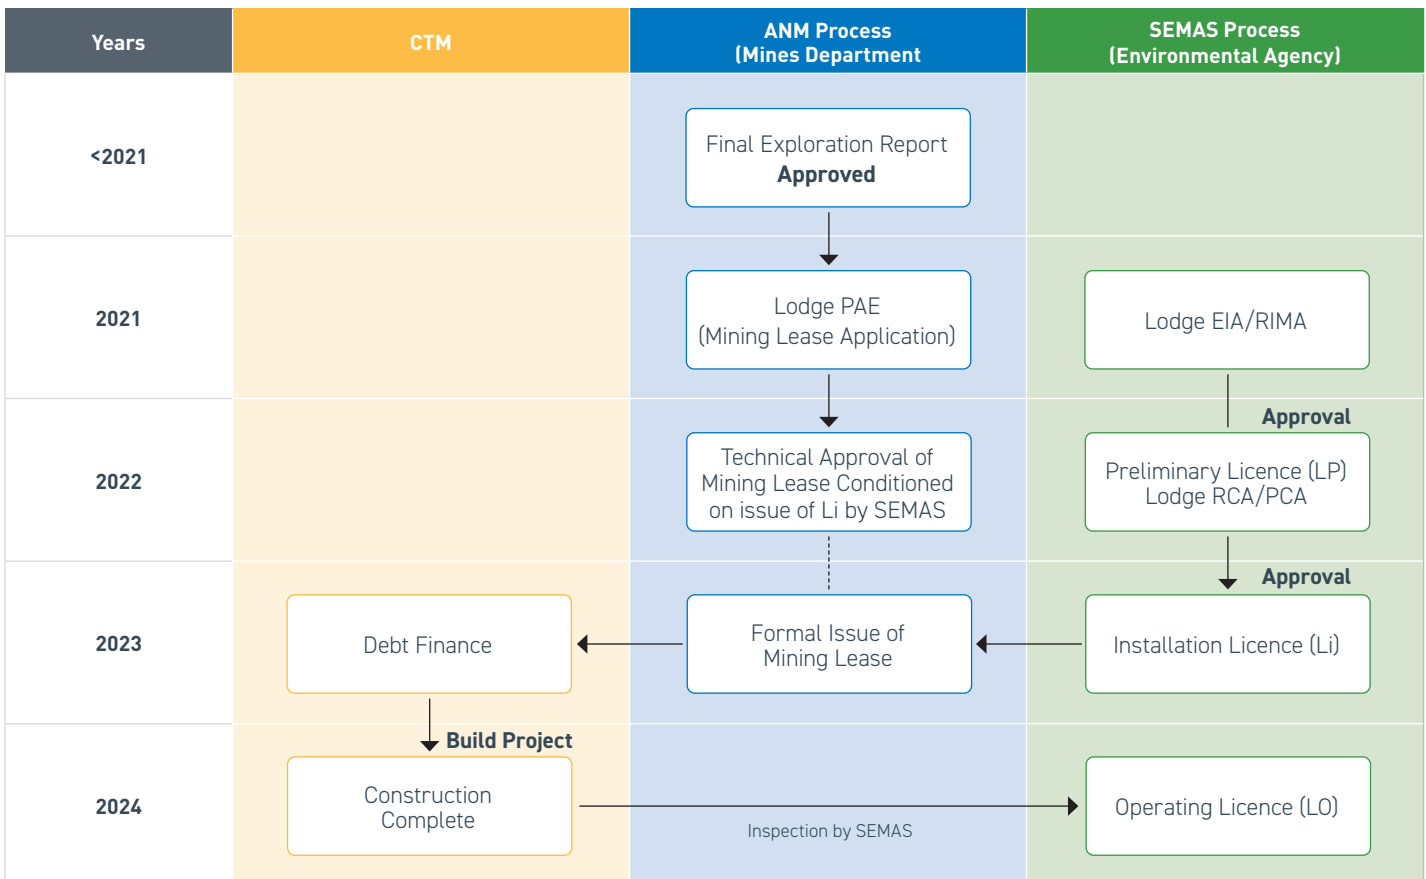 Years
CTM
ANM Process
(Mines Department
SEMAS Process
(Environmental Agency)
<2021
Final Exploration Report
Approved
2021
Lodge PAE
(Mining Lease Application)
Lodge EIA/RIMA
Approval
2022
Technical Approval of
Mining Lease Conditioned
on issue of Li by SEMAS
Preliminary Licence (LP)
Lodge RCA/PCA
Approval
2023
Debt Finance
Formal Issue of
Mining Lease
Installation Licence (Li)
Build Project
2024
Construction
Complete
Inspection by SEMAS
Operating Licence (LO)